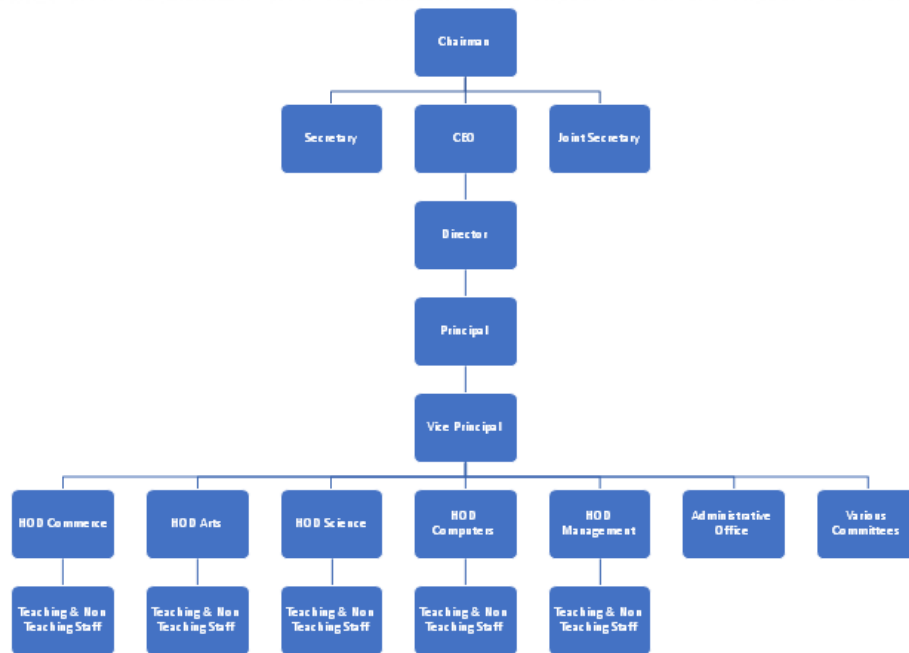 Chairman
Secretary
CEO
Joint Secretary
Director
Principal
Vice Principal
HOD Commerce
HOD Arts
HOD Science
HOD
Computers
HOD
Management
Administrative
Office
Various
Committees
Teaching & Non
Teaching Staff
Teaching & Non
Teaching Staff
Teaching & Non
Teaching Staff
Teaching & Non
Teaching Staff
Teaching & Non
Teaching Staff